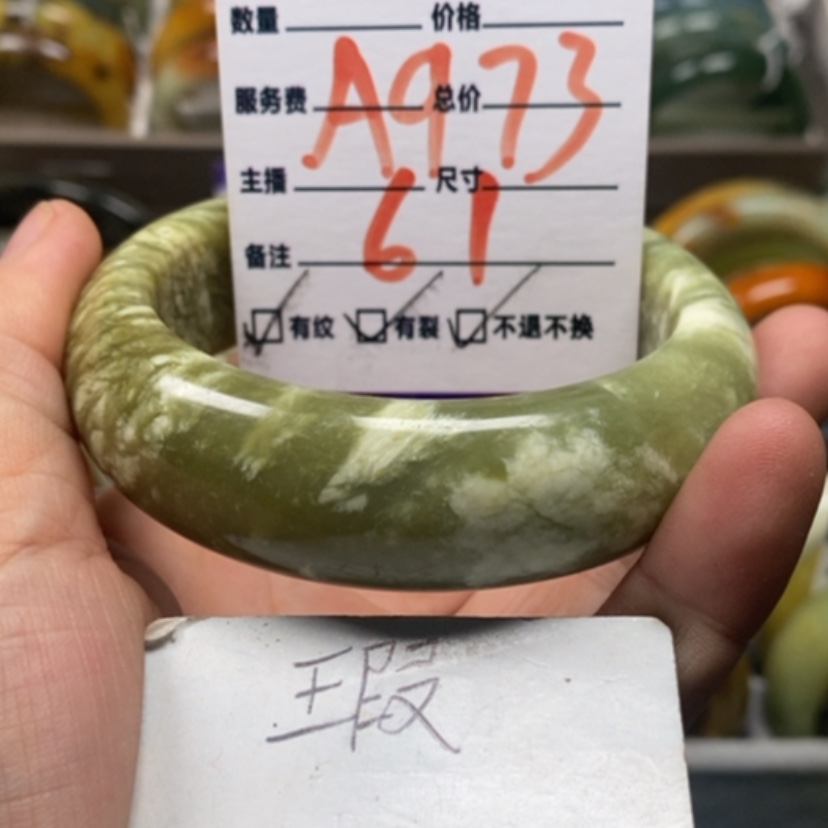 数量 价格
A973
服务费 总价
主播 尺寸
61
备注
☑有纹 ☑有裂 ☑不退不换
瑕